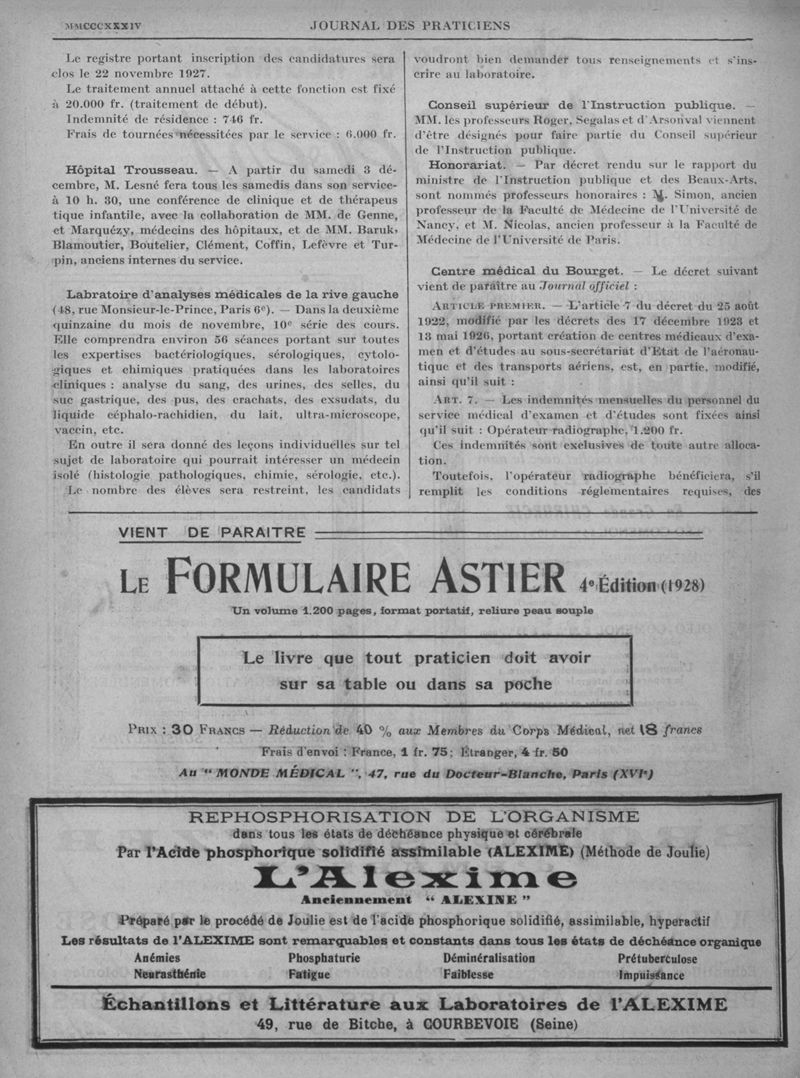 MMCCCXXXIV
JOURNAL DES PRATICIENS
Le registre portant inscription des candidatures sera
clos le 22 novembre 1927.
Le traitement annuel attaché à cette fonction est fixé
à 20.000 fr. (traitement de début).
Indemnité de résidence : 746 fr.
Frais de tournées nécessitées par le service : 6.000 fr.
Hôpital Trousseau. — A partir du samedi 3 dé-
cembre, M. Lesné fera tous les samedis dans son service-
à 10 h. 30, une conférence de clinique et de thérapeus
tique infantile, avec la collaboration de MM. de Genne,
et Marquézy, médecins des hôpitaux, et de MM. Baruk,
Blamoutier, Boutelier, Clément, Coffin, Lefèvre et Tur-
pin, anciens internes du service.
Labratoire d'analyses médicales de la rive gauche
(48, rue Monsieur-le-Prince, Paris 6e). — Dans la deuxième
quinzaine du mois de novembre, 10e série des cours.
Elle comprendra environ 56 séances portant sur toutes
les expertises bactériologiques, sérologiques, cytolo-
giques et chimiques pratiquées dans les laboratoires
cliniques : analyse du sang, des urines, des selles, du
suc gastrique, des pus, des crachats, des exsudats, du
liquide céphalo-rachidien, du lait, ultra-microscope,
vaccin, etc.
En outre il sera donné des leçons individuelles sur tel
sujet de laboratoire qui pourrait intéresser un médecin
isolé (histologie pathologiques, chimie, sérologie, etc.).
Le nombre des élèves sera restreint, les candidats
voudront bien demander tous renseignements et s'ins-
crire au laboratoire.
Conseil supérieur de l'Instruction publique. —
MM. les professeurs Roger, Segalas et d'Arsonval viennent
d'être désignés pour faire partie du Conseil supérieur
de l'Instruction publique.
Honorariat. — Par décret rendu sur le rapport du
ministre de l'Instruction publique et des Beaux-Arts,
sont nommés professeurs honoraires : M. Simon, ancien
professeur de la Faculté de Médecine de l'Université de
Nancy, et M. Nicolas, ancien professeur à la Faculté de
Médecine de l'Université de Paris.
Centre médical du Bourget. — Le décret suivant
vient de paraître au Journal officiel :
ARTICLE PREMIER. — L'article 7 du décret du 25 août
1922, modifié par les décrets des 17 décembre 1923 et
13 mai 1926, portant création de centres médicaux d'exa-
men et d'études au sous-secrétariat d'Etat de l'aéronau-
tique et des transports aériens, est, en partie, modifié,
ainsi qu'il suit :
ART. 7. — Les indemnités mensuelles du personnel du
service médical d'examen et d'études sont fixées ainsi
qu'il suit : Opérateur radiographe, 1.200 fr.
Ces indemnités sont exclusives de toute autre alloca-
tion.
Toutefois, l'opérateur radiographe bénéficiera, s'il
remplit les conditions réglementaires requises, des
VIENT DE PARAITRE
LE FORMULAIRE ASTIER 4e Édition (1928)
Un volume 1.200 pages, format portatif, reliure peau souple
Le livre que tout praticien doit avoir
sur sa table ou dans sa poche
PRIX : 30 FRANCS — Réduction de 40 % aux Membres du Corps Médical, net 18 francs
Frais d'envoi : France, 1 fr. 75; Étranger, 4 fr. 50
Au " MONDE MÉDICAL ", 47, rue du Docteur-Blanche, Paris (XVIe)
REPHOSPHORISATION DE L'ORGANISME
dans tous les états de déchéance physique et cérébrale
Par l'Acide phosphorique solidifié assimilable (ALEXIME) (Méthode de Joulie)
L'Alexime
Anciennement " ALEXINE "
Préparé par le procédé de Joulie est de l'acide phosphorique solidifié, assimilable, hyperactif
Les résultats de l'ALEXIME sont remarquables et constants dans tous les états de déchéance organique
Anémies Phosphaturie Déminéralisation Prétuberculose
Neurasthénie Fatigue Faiblesse Impuissance
Échantillons et Littérature aux Laboratoires de l'ALEXIME
49, rue de Bitche, à COURBEVOIE (Seine)